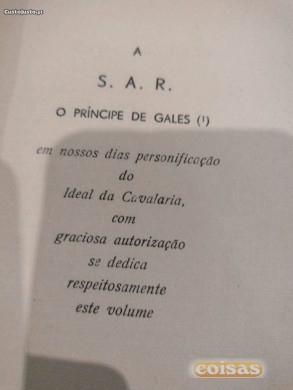 CustoJusto.pt
A
S. A. R.
O PRÍNCIPE DE GALES (¹)
em nossos dias personificação
do
Ideal da Cavalaria,
com
graciosa autorização
se dedica
respeitosamente
este volume
coisas